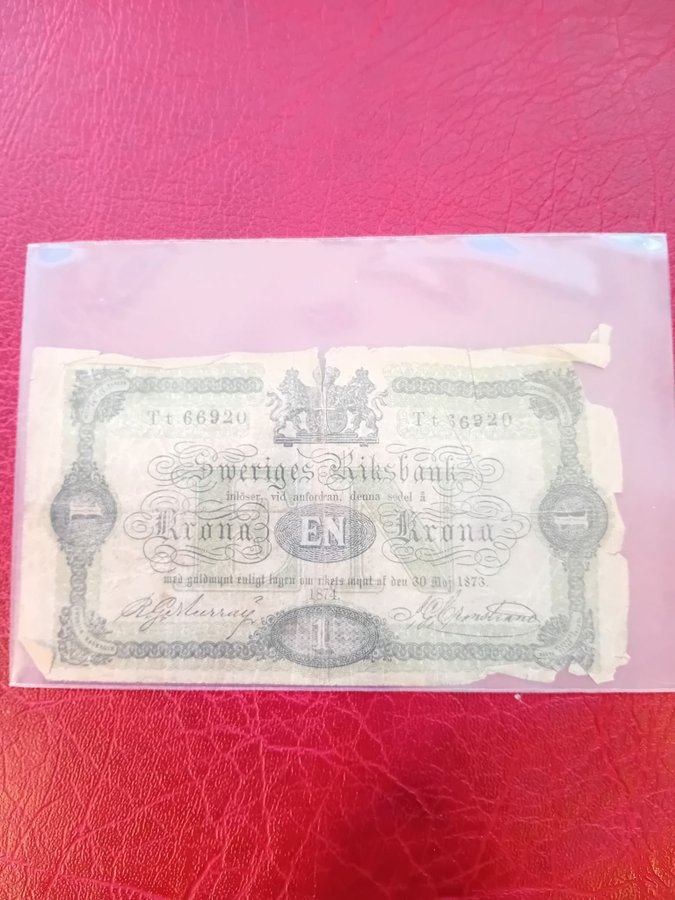 Tt 66920 Tt 66920
Sweriges Riksbank
inlöser, vid anfordran, denna sedel å
1 Krona EN Krona 1
med guldmynt enligt lagen om rikets mynt af den 30 Maj 1873.
1874.
1